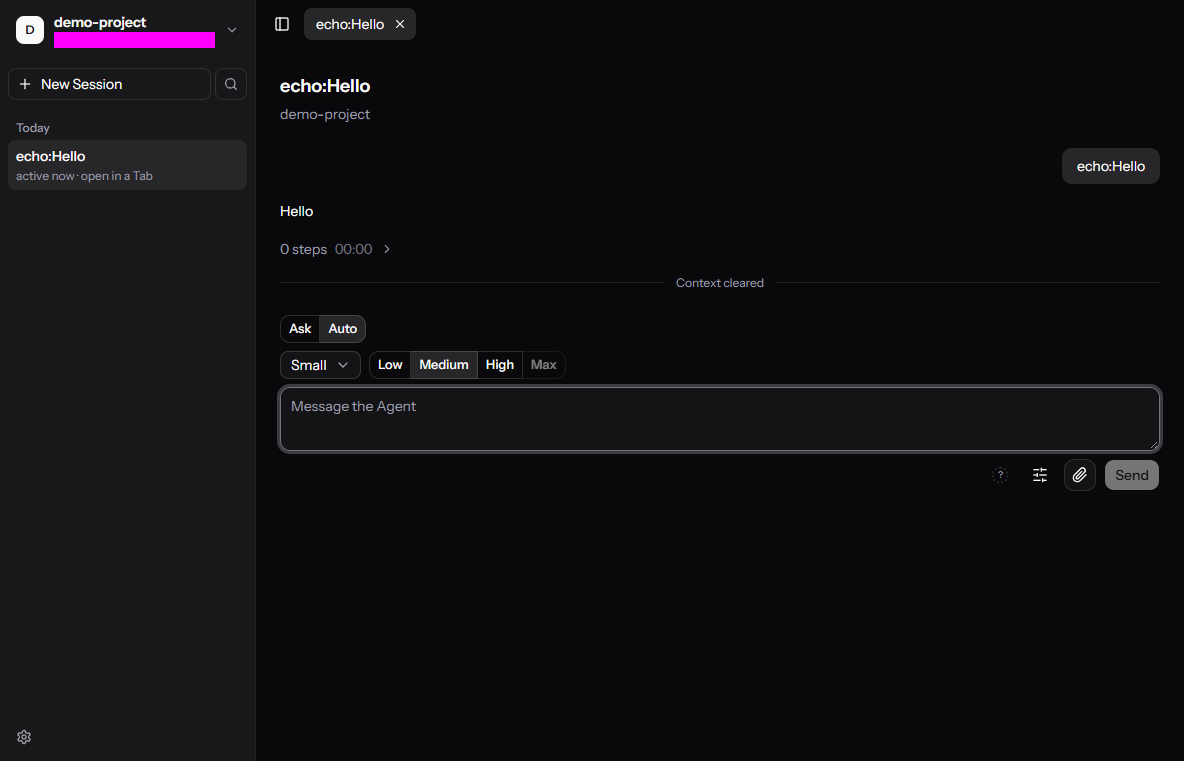 D
demo-project
New Session
Today
echo:Hello
active now · open in a Tab
echo:Hello
echo:Hello
demo-project
echo:Hello
Hello
0 steps 00:00
Context cleared
Ask Auto
Small Low Medium High Max
Message the Agent
? Send